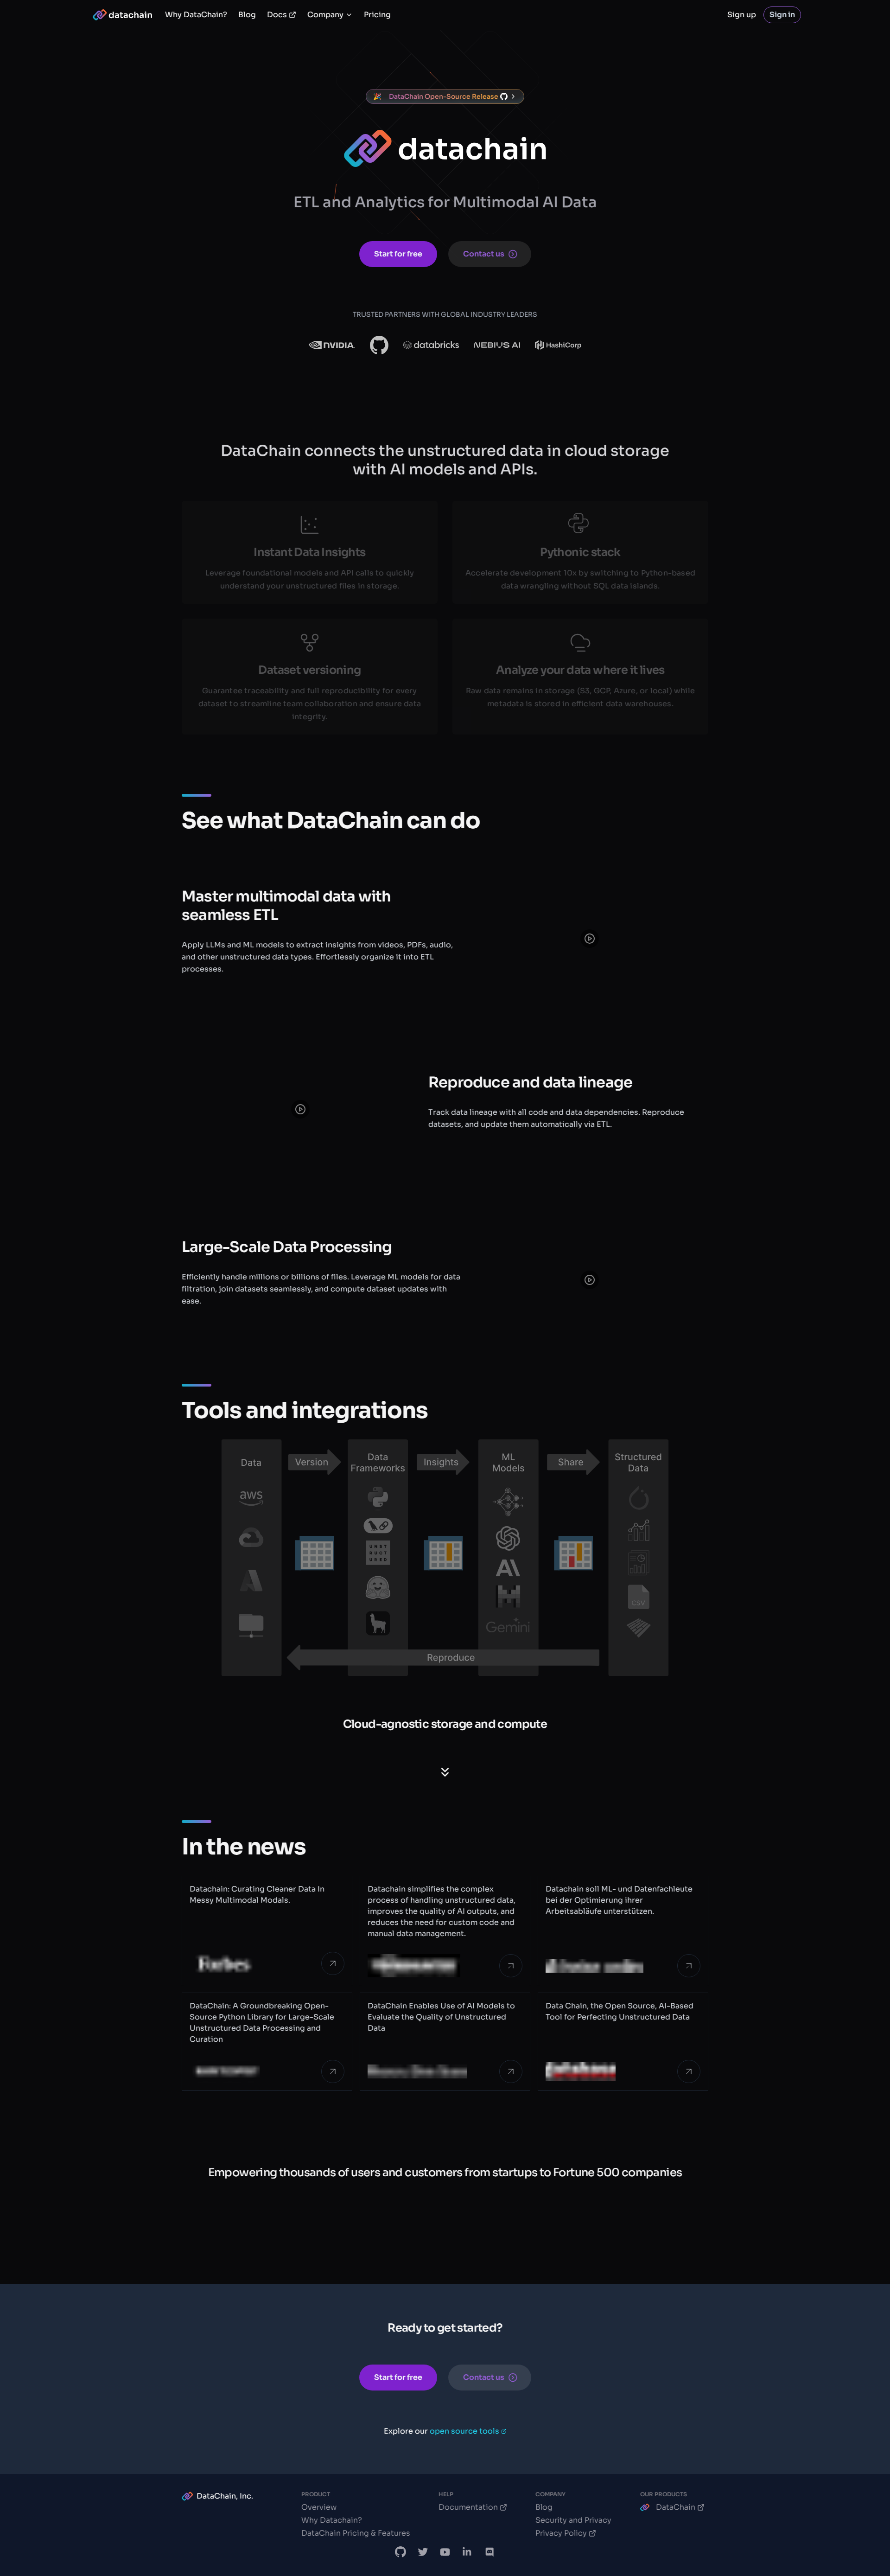 datachain
Why DataChain?
Blog
Docs
Company
Pricing
Sign up
Sign in
DataChain Open-Source Release
datachain
ETL and Analytics for Multimodal AI Data
Start for free
Contact us
TRUSTED PARTNERS WITH GLOBAL INDUSTRY LEADERS
NVIDIA.
databricks
NEBIUS AI
HashiCorp
DataChain connects the unstructured data in cloud storage
with AI models and APIs.
Instant Data Insights
Leverage foundational models and API calls to quickly
understand your unstructured files in storage.
Pythonic stack
Accelerate development 10x by switching to Python-based
data wrangling without SQL data islands.
Dataset versioning
Guarantee traceability and full reproducibility for every
dataset to streamline team collaboration and ensure data
integrity.
Analyze your data where it lives
Raw data remains in storage (S3, GCP, Azure, or local) while
metadata is stored in efficient data warehouses.
See what DataChain can do
Master multimodal data with
seamless ETL
Apply LLMs and ML models to extract insights from videos, PDFs, audio,
and other unstructured data types. Effortlessly organize it into ETL
processes.
Reproduce and data lineage
Track data lineage with all code and data dependencies. Reproduce
datasets, and update them automatically via ETL.
Large-Scale Data Processing
Efficiently handle millions or billions of files. Leverage ML models for data
filtration, join datasets seamlessly, and compute dataset updates with
ease.
Tools and integrations
Data
Version
Data
Frameworks
Insights
ML
Models
Share
Structured
Data
aws
AI
Gemini
CSV
Reproduce
Cloud-agnostic storage and compute
In the news
Datachain: Curating Cleaner Data In
Messy Multimodal Models.
Forbes
Datachain simplifies the complex
process of handling unstructured data,
improves the quality of AI outputs, and
reduces the need for custom code and
manual data management.
Datachain soll ML- und Datenfachleute
bei der Optimierung ihrer
Arbeitsabläufe unterstützen.
DataChain: A Groundbreaking Open-
Source Python Library for Large-Scale
Unstructured Data Processing and
Curation
DataChain Enables Use of AI Models to
Evaluate the Quality of Unstructured
Data
Data Chain, the Open Source, AI-Based
Tool for Perfecting Unstructured Data
Empowering thousands of users and customers from startups to Fortune 500 companies
Ready to get started?
Start for free
Contact us
Explore our open source tools
DataChain, Inc.
PRODUCT
Overview
Why Datachain?
DataChain Pricing & Features
HELP
Documentation
COMPANY
Blog
Security and Privacy
Privacy Policy
OUR PRODUCTS
DataChain